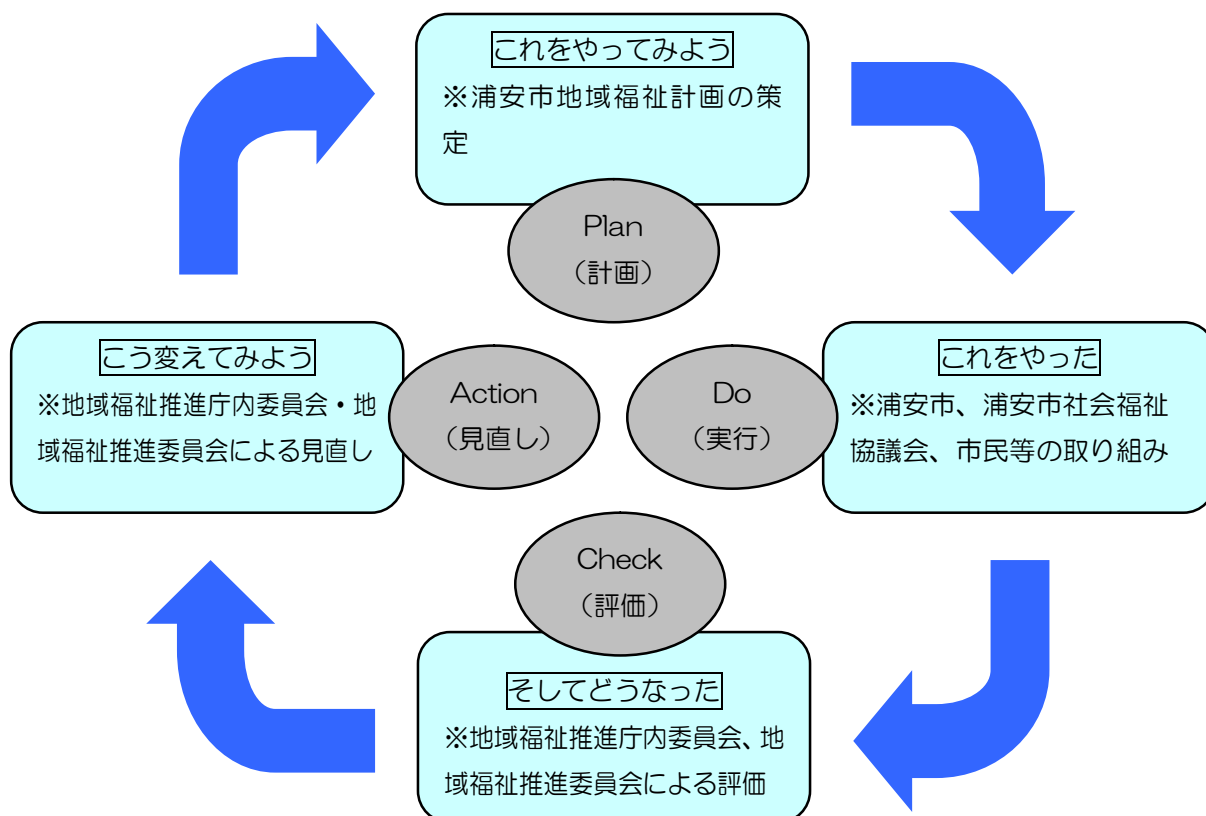 これをやってみよう
※浦安市地域福祉計画の策
定
Plan
（計画）
こう変えてみよう
※地域福祉推進庁内委員会・地
域福祉推進委員会による見直し
Action
（見直し）
Do
（実行）
これをやった
※浦安市、浦安市社会福祉
協議会、市民等の取り組み
Check
（評価）
そしてどうなった
※地域福祉推進庁内委員会、地
域福祉推進委員会による評価